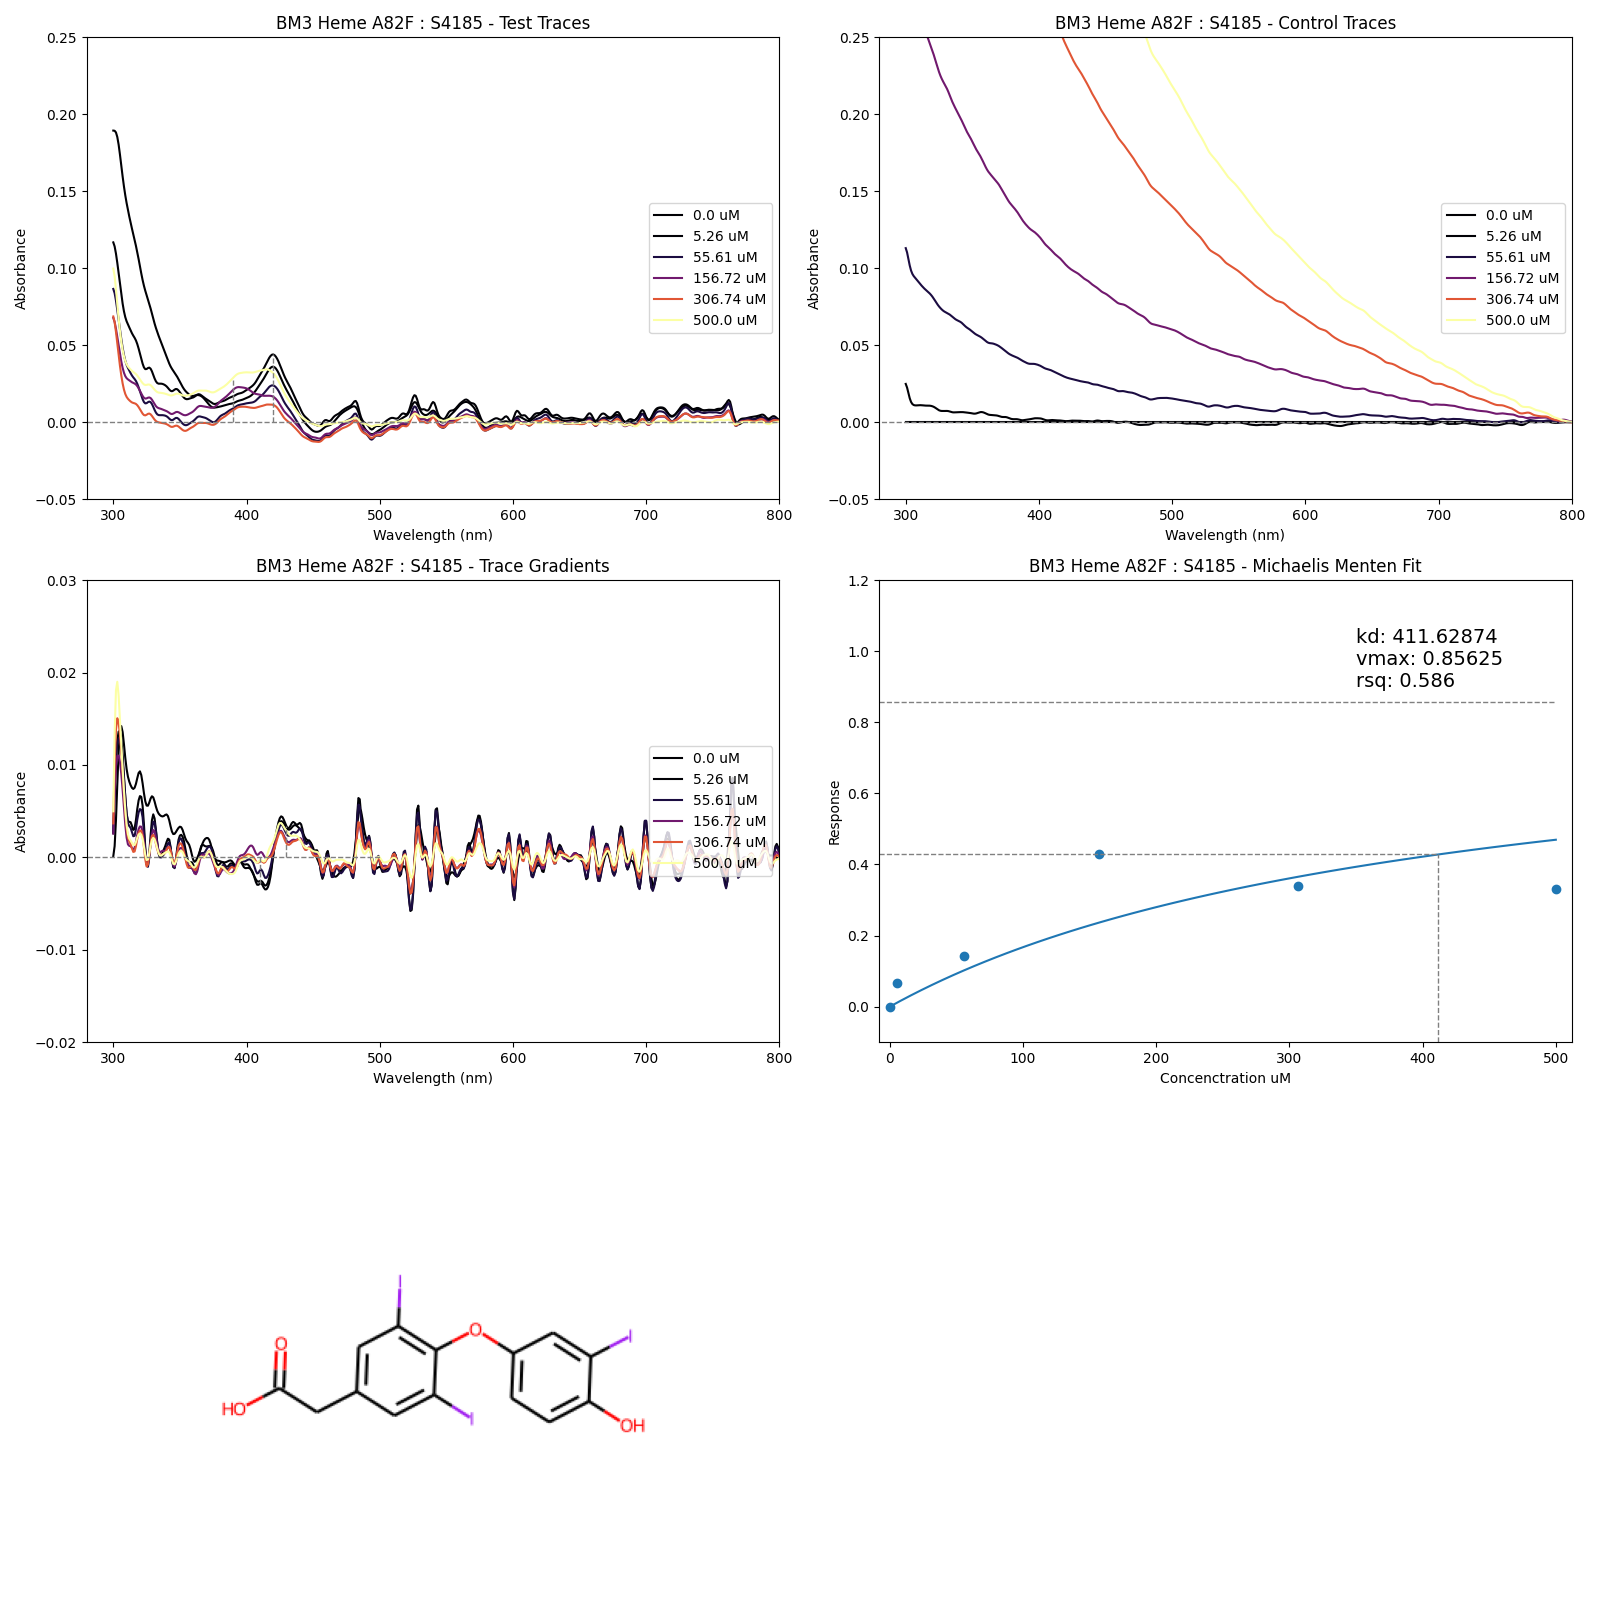 BM3 Heme A82F : S4185 - Test Traces
0.25
0.20
0.15
0.10
0.05
0.00
−0.05
Absorbance
300 400 500 600 700 800
Wavelength (nm)
0.0 uM
5.26 uM
55.61 uM
156.72 uM
306.74 uM
500.0 uM
BM3 Heme A82F : S4185 - Control Traces
0.25
0.20
0.15
0.10
0.05
0.00
−0.05
Absorbance
300 400 500 600 700 800
Wavelength (nm)
0.0 uM
5.26 uM
55.61 uM
156.72 uM
306.74 uM
500.0 uM
BM3 Heme A82F : S4185 - Trace Gradients
0.03
0.02
0.01
0.00
−0.01
−0.02
Absorbance
300 400 500 600 700 800
Wavelength (nm)
0.0 uM
5.26 uM
55.61 uM
156.72 uM
306.74 uM
500.0 uM
BM3 Heme A82F : S4185 - Michaelis Menten Fit
1.2
1.0
0.8
0.6
0.4
0.2
0.0
Response
0 100 200 300 400 500
Concenctration uM
kd: 411.62874
vmax: 0.85625
rsq: 0.586
I
O
O
I
HO
I
OH